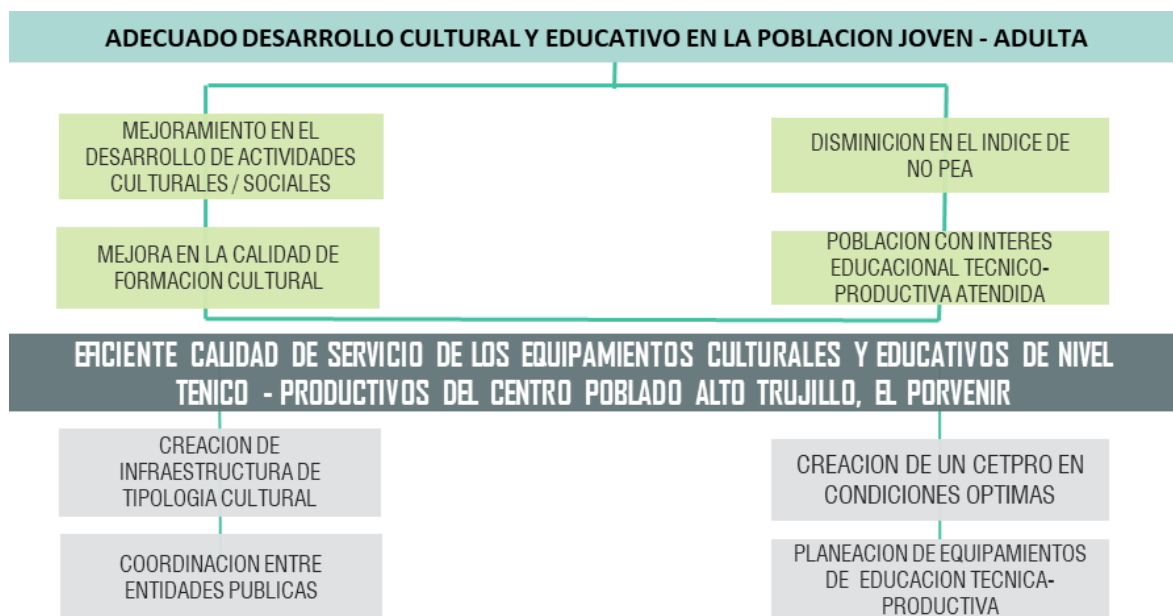 ADECUADO DESARROLLO CULTURAL Y EDUCATIVO EN LA POBLACION JOVEN - ADULTA
MEJORAMIENTO EN EL
DESARROLLO DE ACTIVIDADES
CULTURALES / SOCIALES
DISMINICION EN EL INDICE DE
NO PEA
MEJORA EN LA CALIDAD DE
FORMACION CULTURAL
POBLACION CON INTERES
EDUCACIONAL TECNICO-
PRODUCTIVA ATENDIDA
EFICIENTE CALIDAD DE SERVICIO DE LOS EQUIPAMIENTOS CULTURALES Y EDUCATIVOS DE NIVEL
TENICO - PRODUCTIVOS DEL CENTRO POBLADO ALTO TRUJILLO, EL PORVENIR
CREACION DE
INFRAESTRUCTURA DE
TIPOLOGIA CULTURAL
CREACION DE UN CETPRO EN
CONDICIONES OPTIMAS
COORDINACION ENTRE
ENTIDADES PUBLICAS
PLANEACION DE EQUIPAMIENTOS
DE EDUCACION TECNICA-
PRODUCTIVA